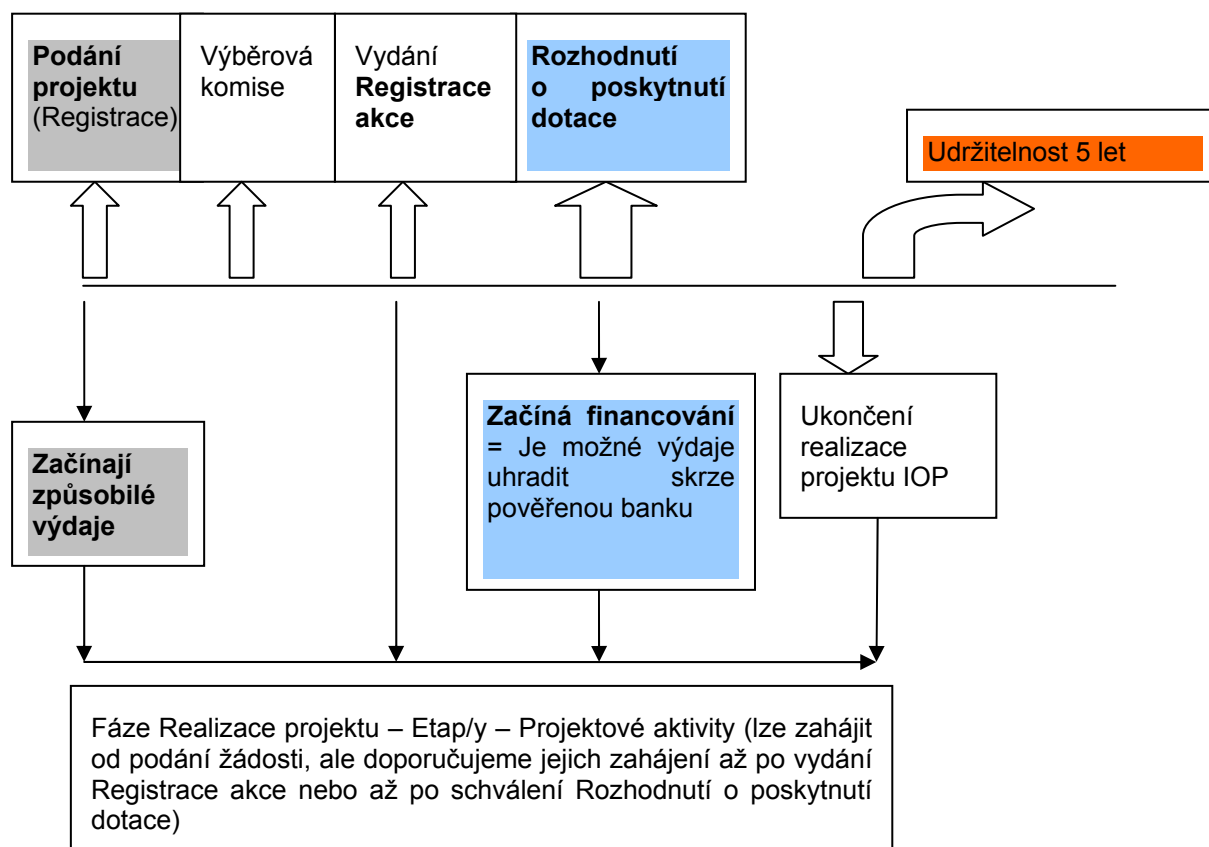 Podání
projektu
(Registrace)
Výběrová
komise
Vydání
Registrace
akce
Rozhodnutí
o poskytnutí
dotace
Udržitelnost 5 let
Začínají
způsobilé
výdaje
Začíná financování
= Je možné výdaje
uhradit skrze
pověřenou banku
Ukončení
realizace
projektu IOP
Fáze Realizace projektu – Etap/y – Projektové aktivity (lze zahájit
od podání žádosti, ale doporučujeme jejich zahájení až po vydání
Registrace akce nebo až po schválení Rozhodnutí o poskytnutí
dotace)